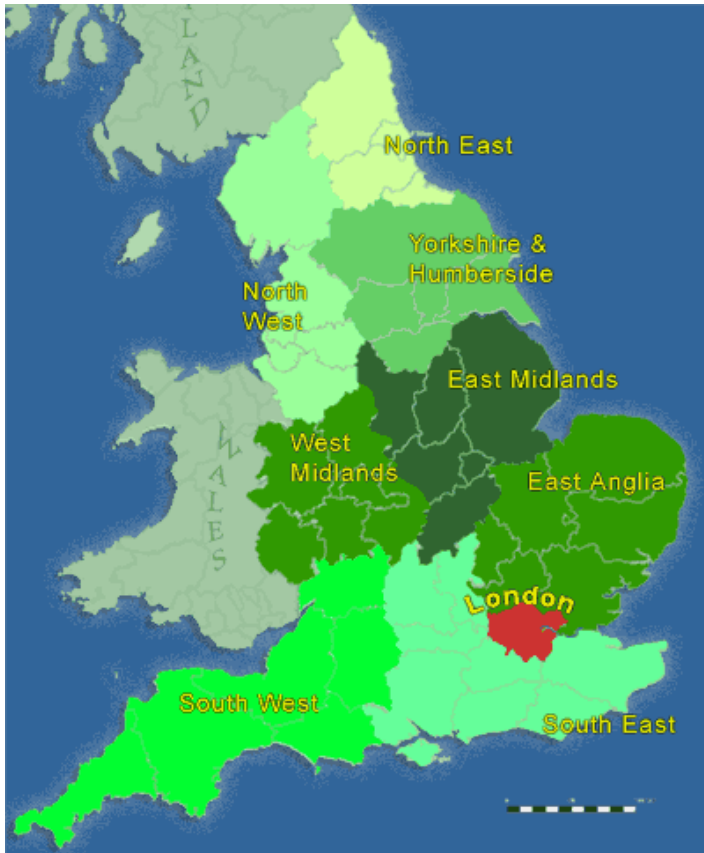 LAND
North East
Yorkshire &
Humberside
North
West
East Midlands
West
Midlands
WALES
East Anglia
London
South West
South East